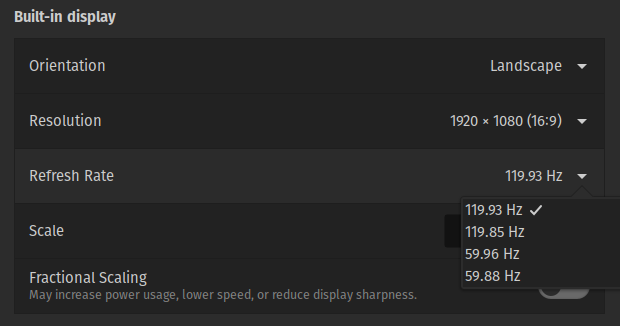 Built-in display
Orientation
Landscape
Resolution
1920 × 1080 (16:9)
Refresh Rate
119.93 Hz
119.93 Hz ✓
119.85 Hz
59.96 Hz
59.88 Hz
Scale
Fractional Scaling
May increase power usage, lower speed, or reduce display sharpness.